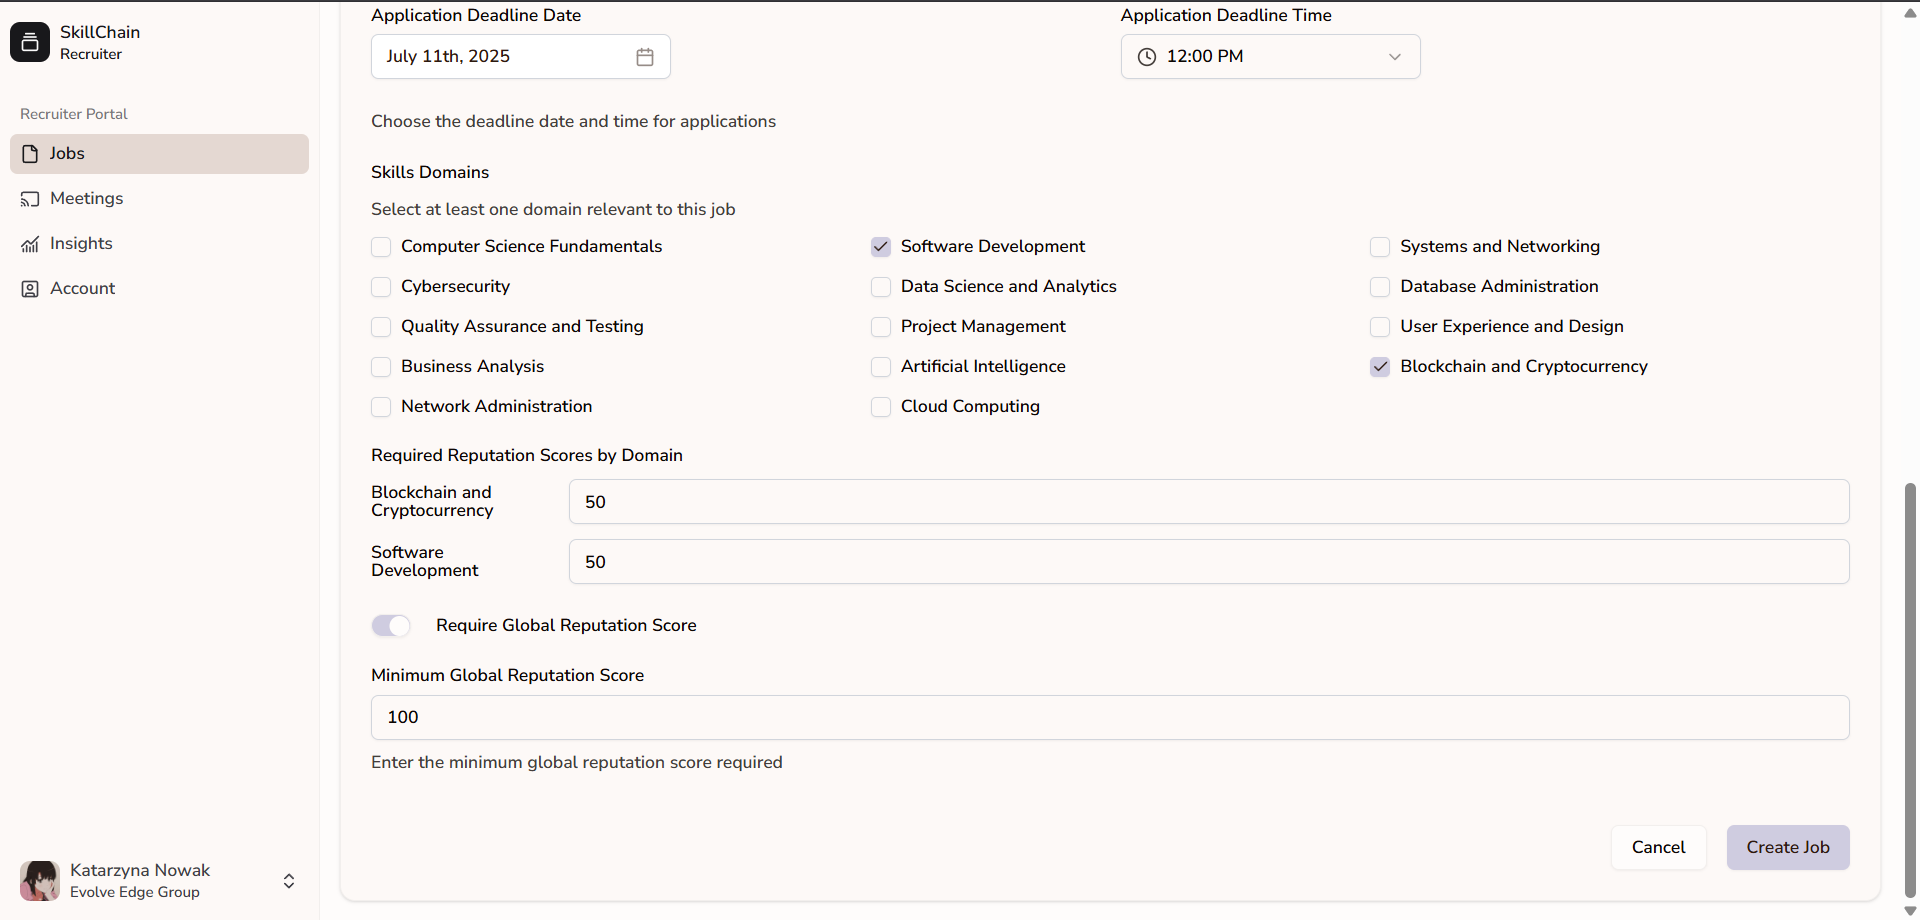 SkillChain
Recruiter
Recruiter Portal
Jobs
Meetings
Insights
Account
Katarzyna Nowak
Evolve Edge Group
Application Deadline Date
Application Deadline Time
July 11th, 2025
12:00 PM
Choose the deadline date and time for applications
Skills Domains
Select at least one domain relevant to this job
Computer Science Fundamentals
Software Development
Systems and Networking
Cybersecurity
Data Science and Analytics
Database Administration
Quality Assurance and Testing
Project Management
User Experience and Design
Business Analysis
Artificial Intelligence
Blockchain and Cryptocurrency
Network Administration
Cloud Computing
Required Reputation Scores by Domain
Blockchain and
Cryptocurrency
50
Software
Development
50
Require Global Reputation Score
Minimum Global Reputation Score
100
Enter the minimum global reputation score required
Cancel
Create Job